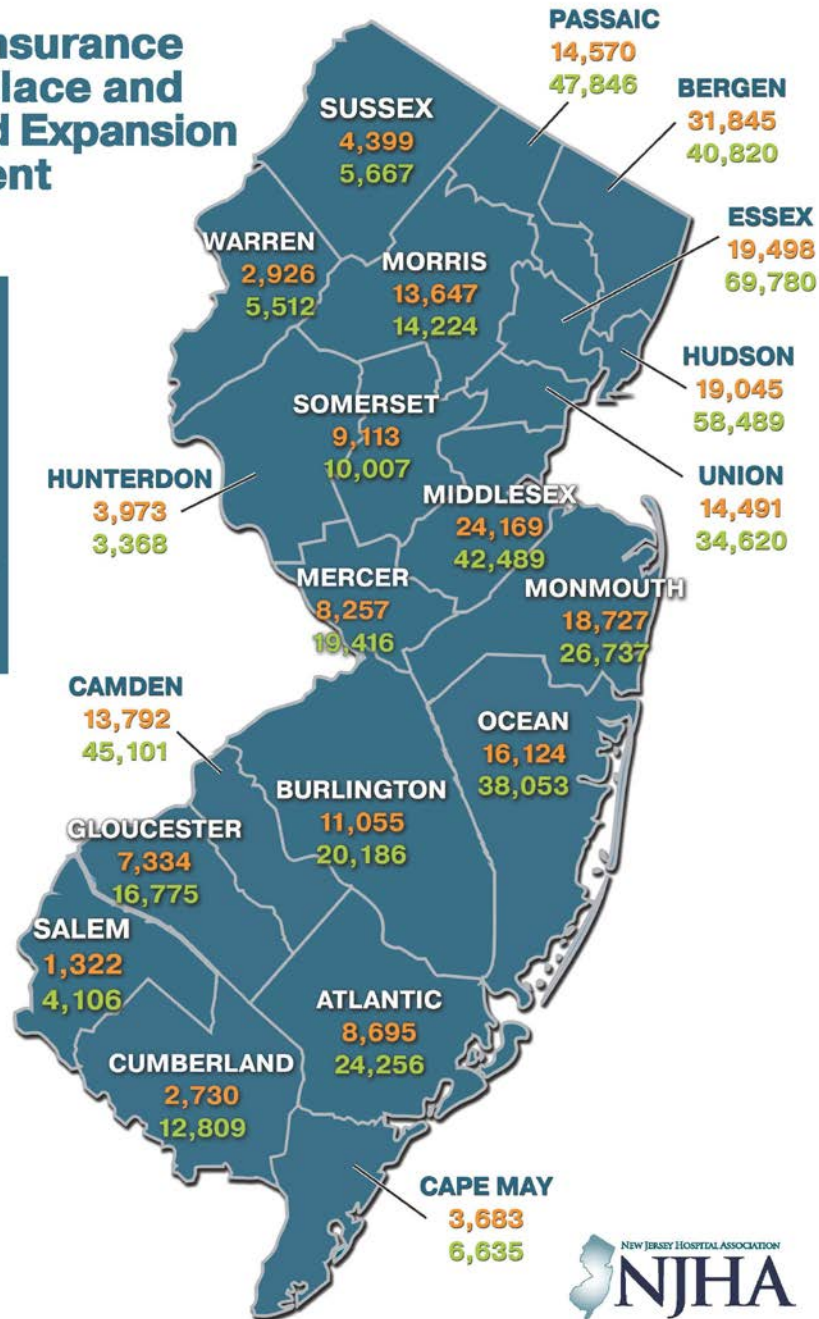 nsurance
lace and
d Expansion
ent
PASSAIC
14,570
47,846
BERGEN
31,845
40,820
SUSSEX
4,399
5,667
ESSEX
19,498
69,780
WARREN
2,926
5,512
MORRIS
13,647
14,224
HUDSON
19,045
58,489
SOMERSET
9,113
10,007
HUNTERDON
3,973
3,368
UNION
14,491
34,620
MIDDLESEX
24,169
42,489
MERCER
8,257
19,416
MONMOUTH
18,727
26,737
CAMDEN
13,792
45,101
OCEAN
16,124
38,053
BURLINGTON
11,055
20,186
GLOUCESTER
7,334
16,775
SALEM
1,322
4,106
ATLANTIC
8,695
24,256
CUMBERLAND
2,730
12,809
CAPE MAY
3,683
6,635
NEW JERSEY HOSPITAL ASSOCIATION
NJHA